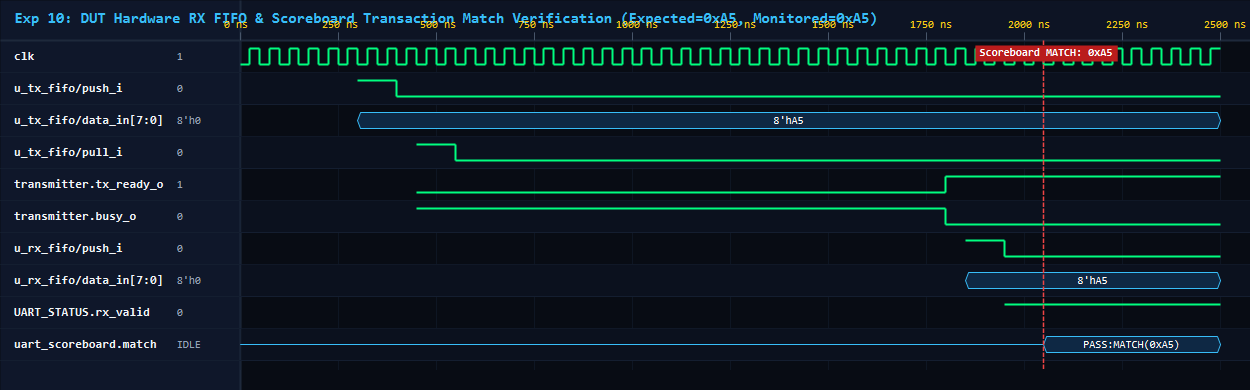 Exp 10: DUT Hardware RX FIFO & Scoreboard Transaction Match Verification (Expected=0xA5, Monitored=0xA5)
0 ns 250 ns 500 ns 750 ns 1000 ns 1250 ns 1500 ns 1750 ns 2000 ns 2250 ns 2500 ns
clk 1 Scoreboard MATCH: 0xA5
u_tx_fifo/push_i 0
u_tx_fifo/data_in[7:0] 8'h0 8'hA5
u_tx_fifo/pull_i 0
transmitter.tx_ready_o 1
transmitter.busy_o 0
u_rx_fifo/push_i 0
u_rx_fifo/data_in[7:0] 8'h0 8'hA5
UART_STATUS.rx_valid 0
uart_scoreboard.match IDLE PASS:MATCH(0xA5)